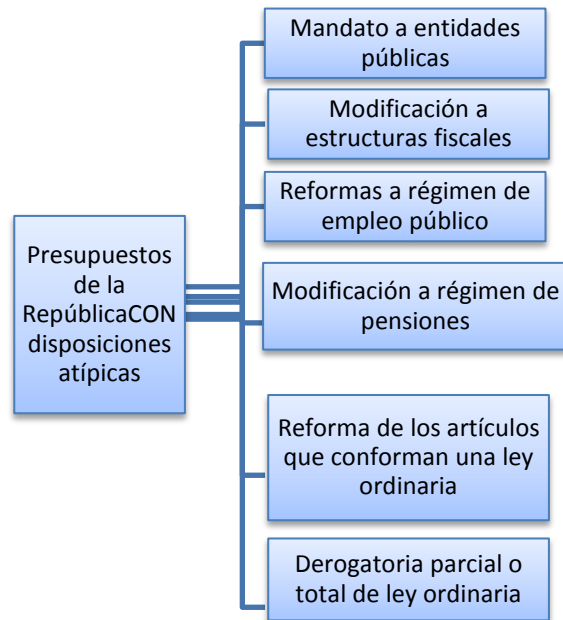 Presupuestos
de la
RepúblicaCON
disposiciones
atípicas
Mandato a entidades
públicas
Modificación a
estructuras fiscales
Reformas a régimen de
empleo público
Modificación a régimen de
pensiones
Reforma de los artículos
que conforman una ley
ordinaria
Derogatoria parcial o
total de ley ordinaria